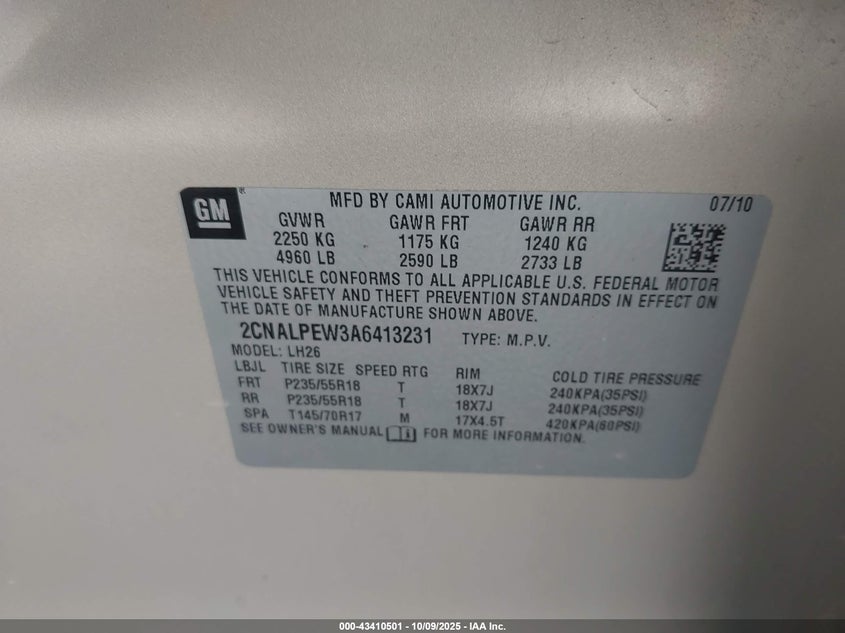 GM
MFD BY CAMI AUTOMOTIVE INC. 07/10
GVWR GAWR FRT GAWR RR
2250 KG 1175 KG 1240 KG
4960 LB 2590 LB 2733 LB
THIS VEHICLE CONFORMS TO ALL APPLICABLE U.S. FEDERAL MOTOR
VEHICLE SAFETY AND THEFT PREVENTION STANDARDS IN EFFECT ON
THE DATE OF MANUFACTURE SHOWN ABOVE.
2CNALPEW3A6413231 TYPE: M.P.V.
MODEL: LH26
LBJL TIRE SIZE SPEED RTG RIM COLD TIRE PRESSURE
FRT P235/55R18 T 18X7J 240KPA(35PSI)
RR P235/55R18 T 18X7J 240KPA(35PSI)
SPA T145/70R17 M 17X4.5T 420KPA(60PSI)
SEE OWNER'S MANUAL FOR MORE INFORMATION.
000-43410501 - 10/09/2025 - IAA Inc.